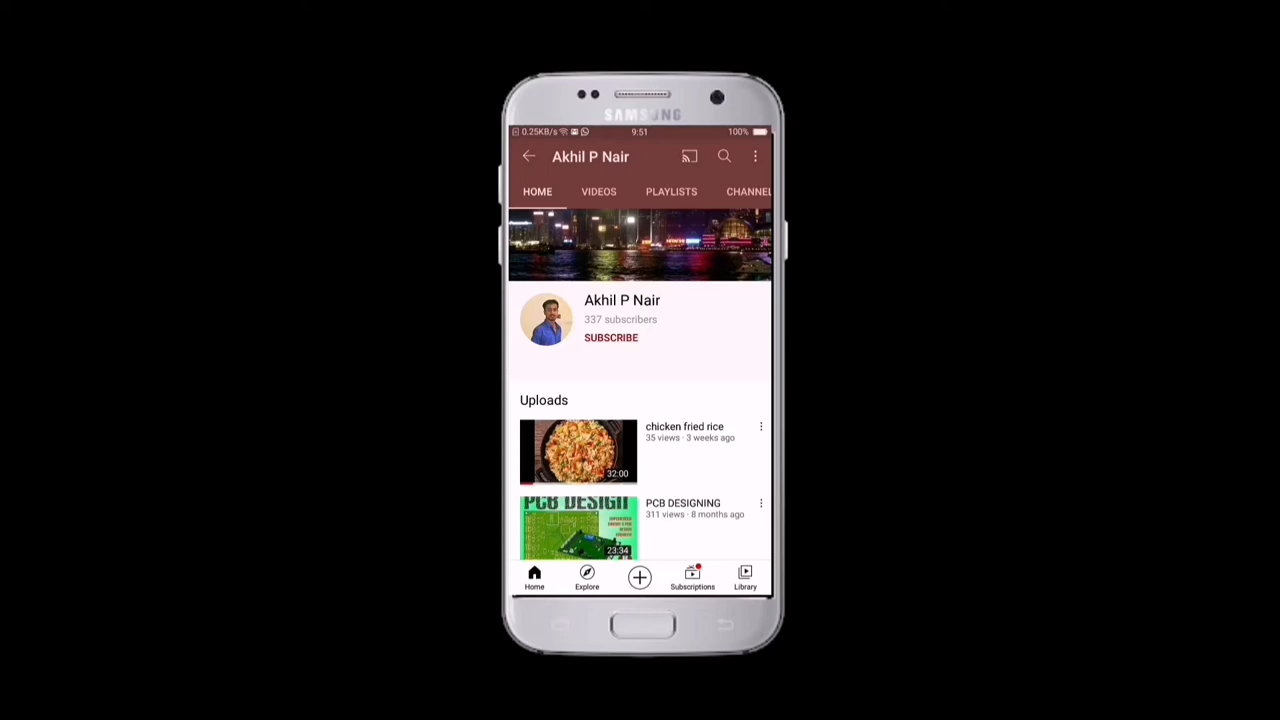 SAMSUNG
0.25KB/s 9:51 100%
Akhil P Nair
HOME VIDEOS PLAYLISTS CHANNEL
Akhil P Nair
337 subscribers
SUBSCRIBE
Uploads
chicken fried rice
35 views · 3 weeks ago
32:00
PCB DESIGN
PCB DESIGNING
311 views · 8 months ago
23:34
Home Explore Subscriptions Library